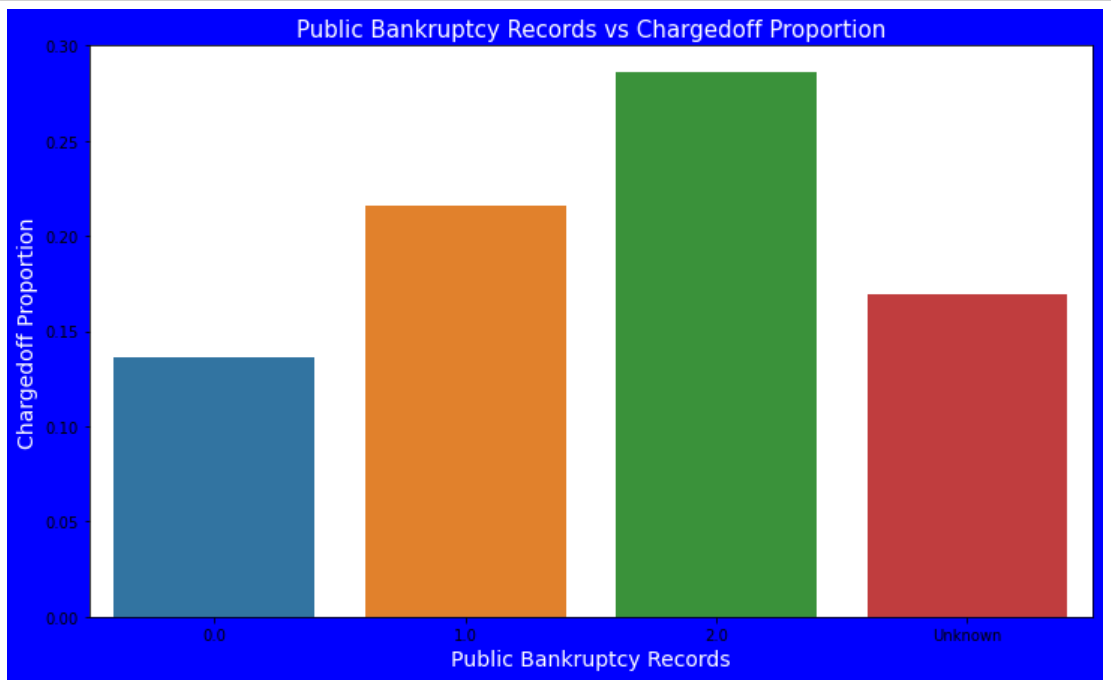 Public Bankruptcy Records vs Chargedoff Proportion
0.30
0.25
0.20
0.15
0.10
0.05
0.00
Chargedoff Proportion
0.0 1.0 2.0 Unknown
Public Bankruptcy Records